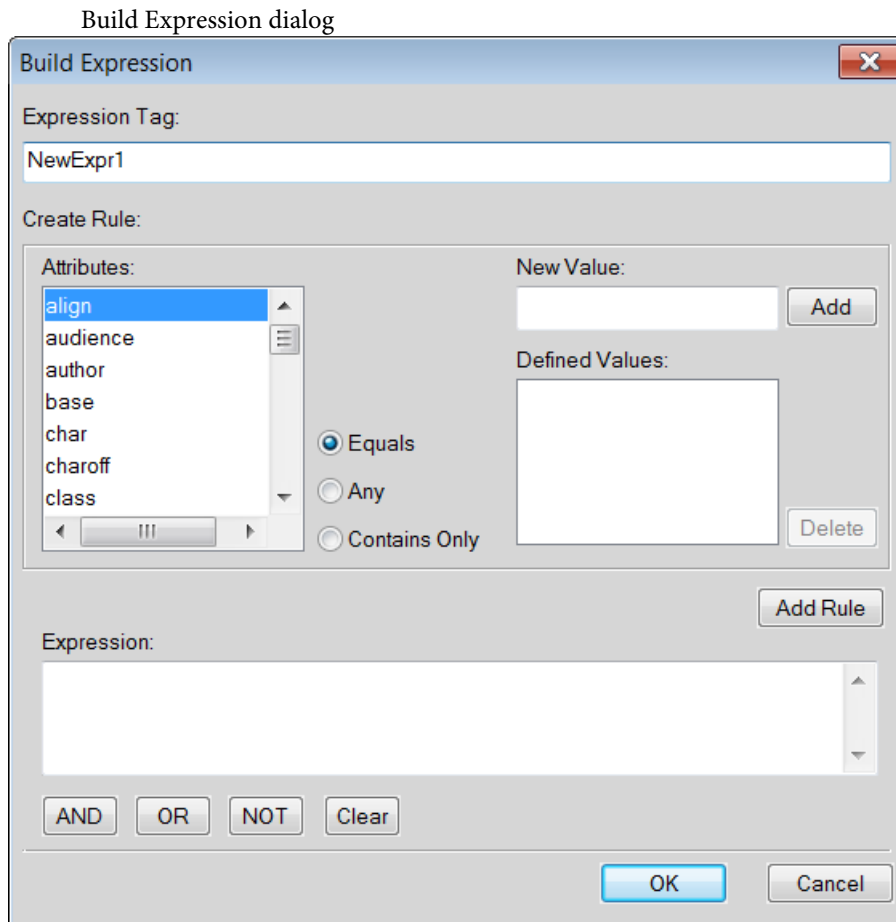 Build Expression dialog
Build Expression
Expression Tag:
NewExpr1
Create Rule:
Attributes:
align
audience
author
base
char
charoff
class
Equals
Any
Contains Only
New Value:
Add
Defined Values:
Delete
Add Rule
Expression:
AND OR NOT Clear
OK Cancel